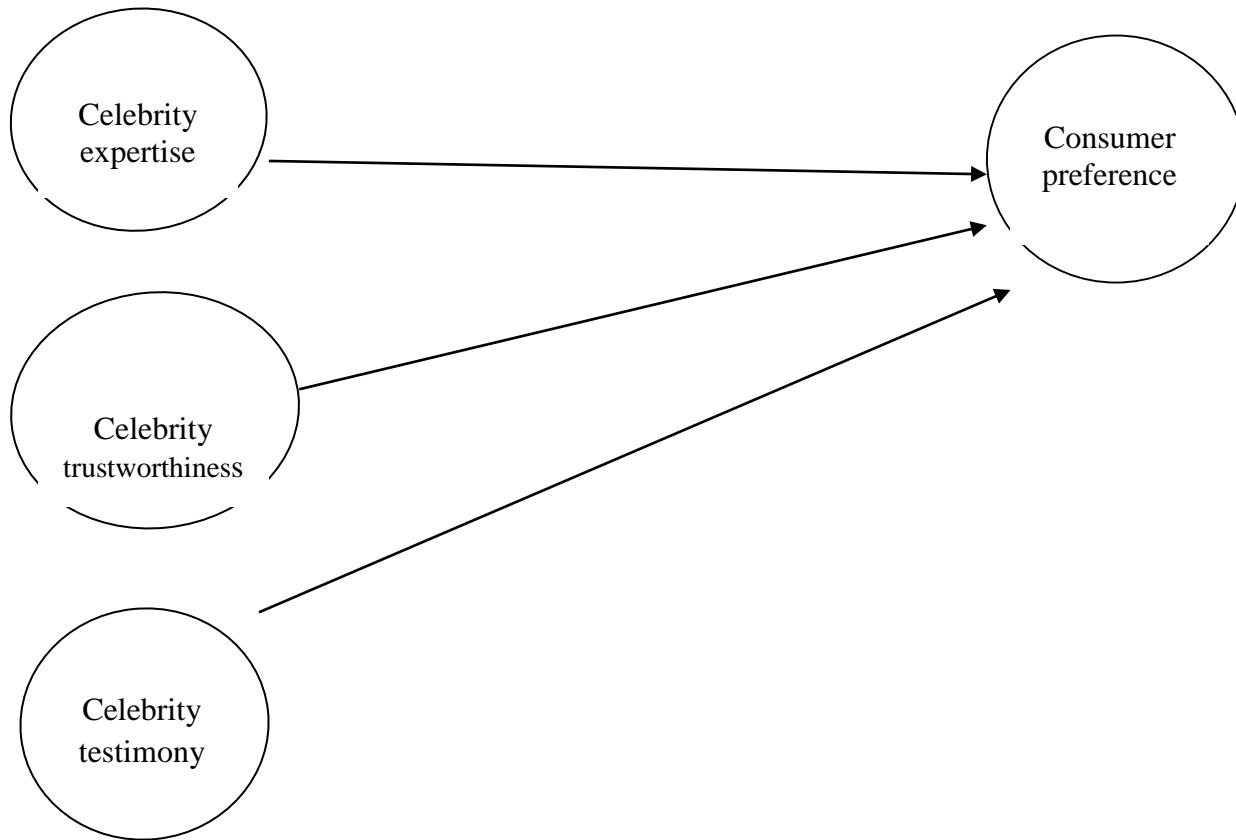 Celebrity
expertise
Consumer
preference
Celebrity
trustworthiness
Celebrity
testimony